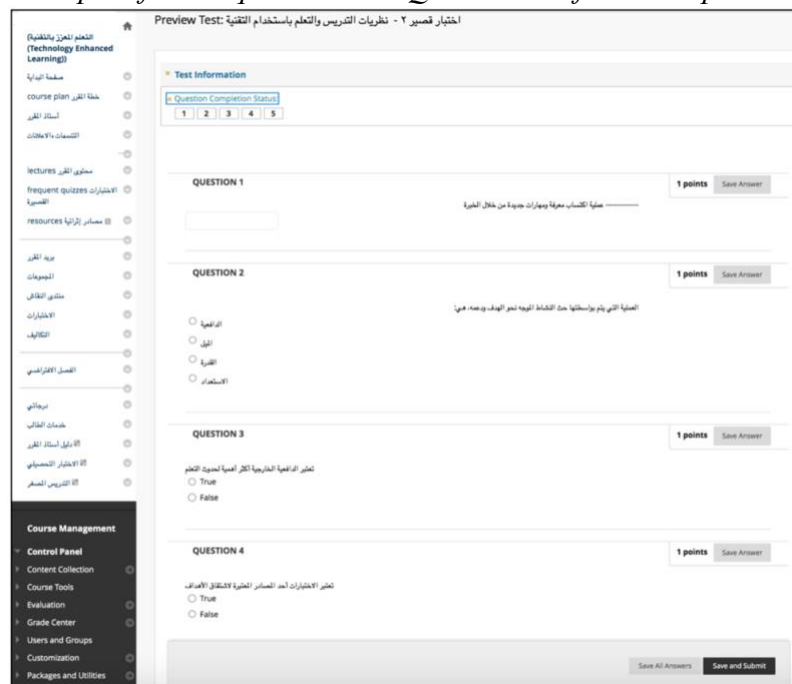 Preview Test: اختبار قصير ٢ - نظريات التدريس والتعلم باستخدام التقنية
التعلم المعزز بالتقنية)
(Technology Enhanced
Learning))
صفحة البداية
course plan خطة المقرر
أستاذ المقرر
lectures محتوى المقرر
frequent quizzes الاختبارات
القصيرة
resources مصادر إثرائية
بريد المقرر
المجموعات
منتدى النقاش
الاختبارات
التكاليف
الفصل الافتراضي
درجاتي
خدمات الطالب
دليل أستاذ المقرر
الاختبار التحصيلي
التدريس المصغر
Course Management
Control Panel
Content Collection
Course Tools
Evaluation
Grade Center
Users and Groups
Customization
Packages and Utilities
Test Information
Question Completion Status:
1 2 3 4 5
QUESTION 1
1 points Save Answer
---------- عملية اكتساب معرفة ومهارات جديدة من خلال الخبرة
QUESTION 2
1 points Save Answer
العملية التي يتم بواسطتها حث النشاط الموجه نحو الهدف ودعمه، هي:
الدافعية
الميل
القدرة
الاستعداد
QUESTION 3
1 points Save Answer
تعتبر الدافعية الخارجية أكثر أهمية لحدوث التعلم
True
False
QUESTION 4
1 points Save Answer
تعتبر الاختبارات أحد المصادر المعتبرة لاشتقاق الأهداف
True
False
Save All Answers Save and Submit